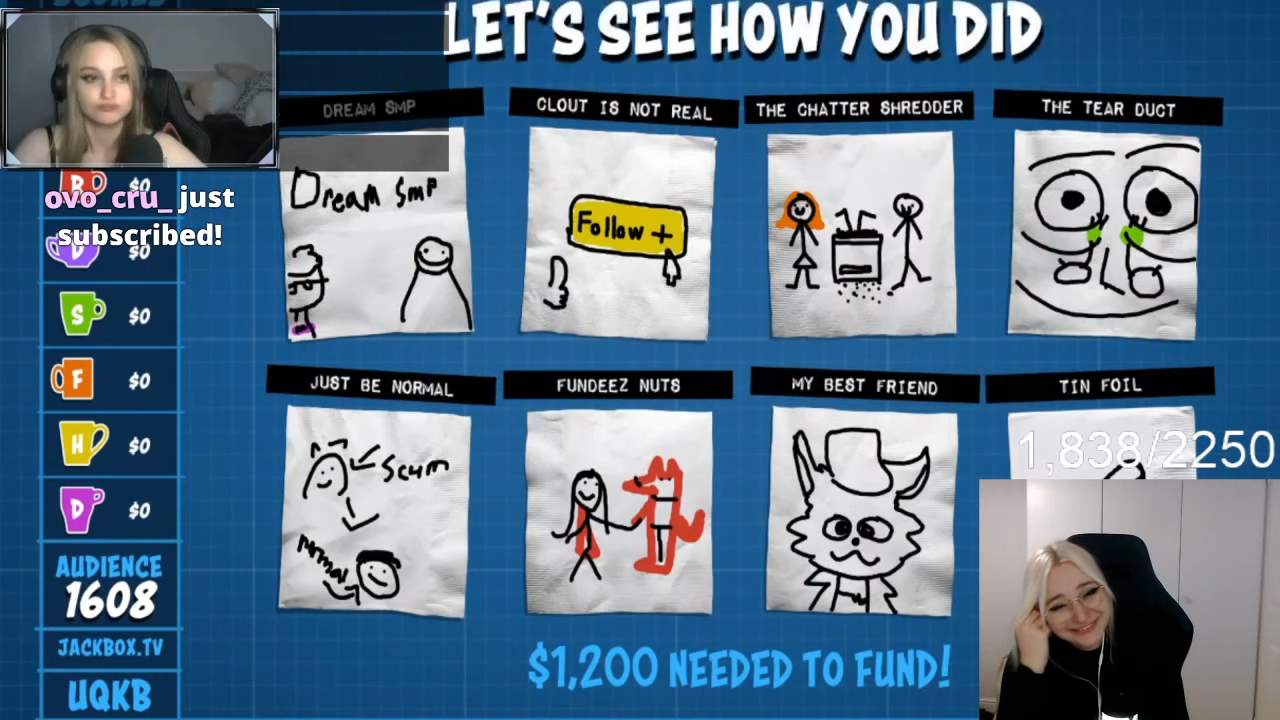 LET'S SEE HOW YOU DID
DREAM SMP
CLOUT IS NOT REAL
THE CHATTER SHREDDER
THE TEAR DUCT
Dream Smp
Follow +
R $0
ovo_cru_ just
subscribed!
$0
S $0
F $0
H $0
D $0
JUST BE NORMAL
FUNDEEZ NUTS
MY BEST FRIEND
TIN FOIL
Scum
normal
1,838/2250
AUDIENCE
1608
JACKBOX.TV
UQKB
$1,200 NEEDED TO FUND!